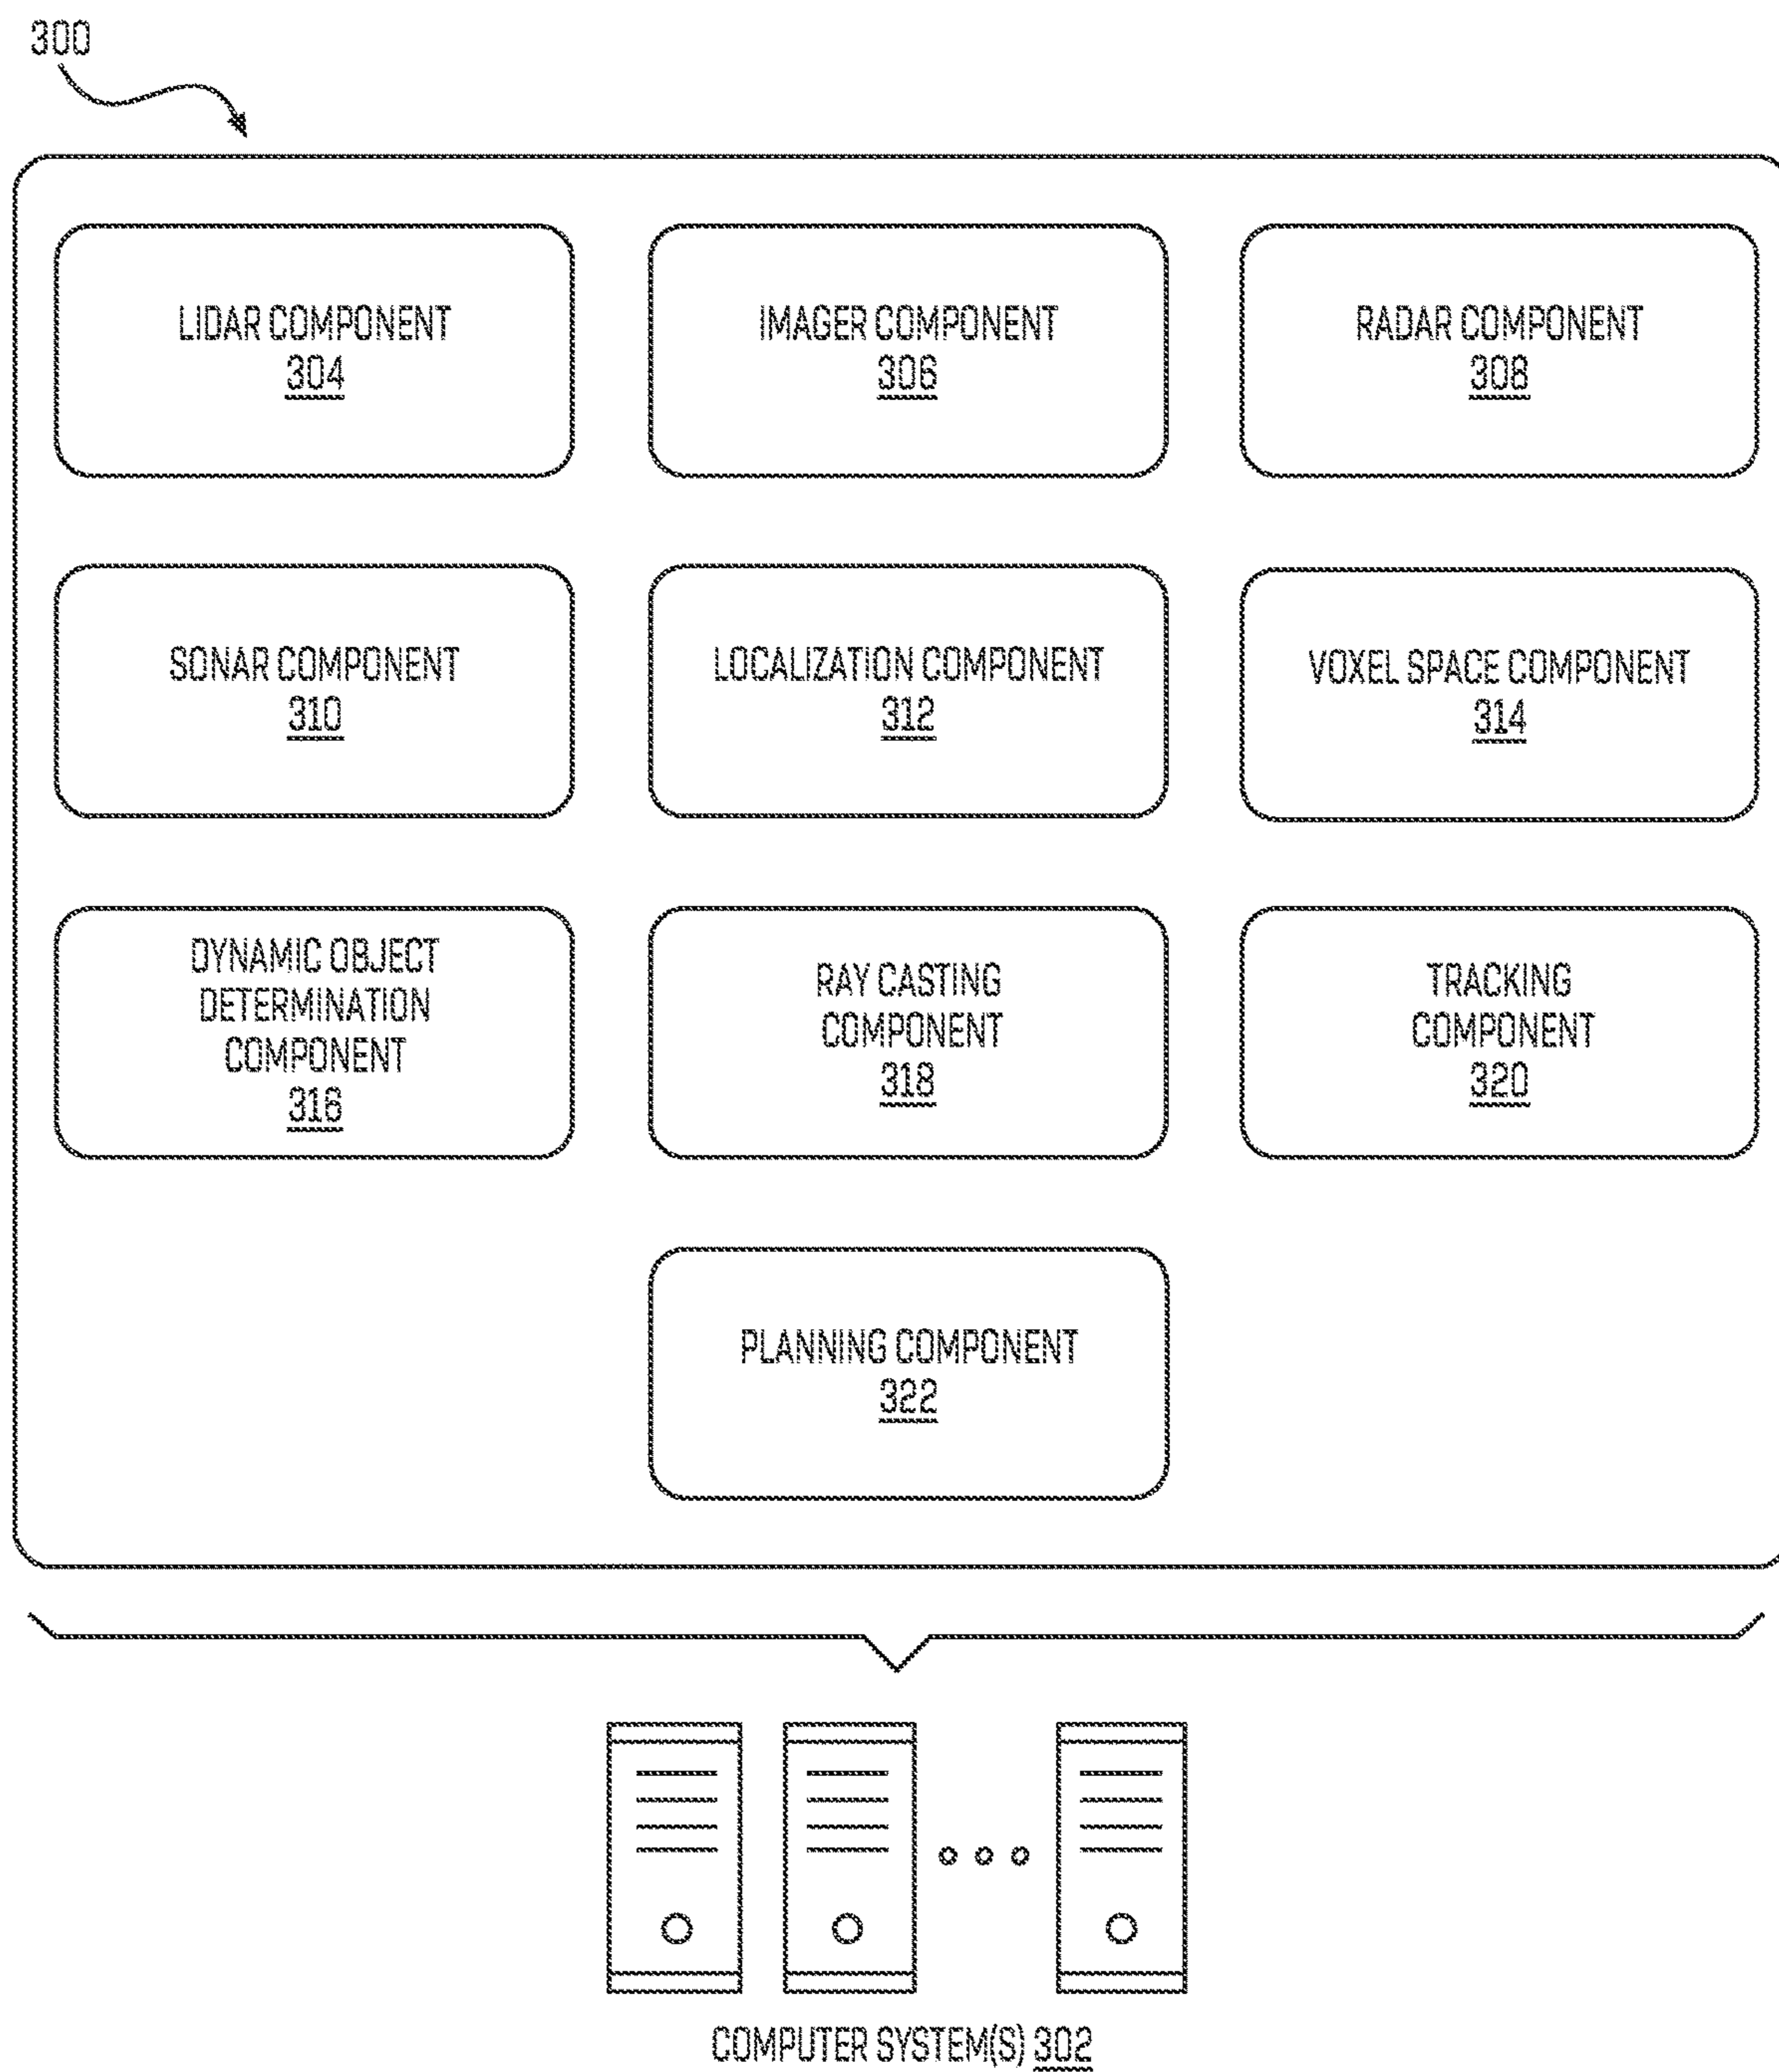 300
LIDAR COMPONENT
304
IMAGER COMPONENT
306
RADAR COMPONENT
308
SONAR COMPONENT
310
LOCALIZATION COMPONENT
312
VOXEL SPACE COMPONENT
314
DYNAMIC OBJECT
DETERMINATION
COMPONENT
316
RAY CASTING
COMPONENT
318
TRACKING
COMPONENT
320
PLANNING COMPONENT
322
COMPUTER SYSTEM(S) 302